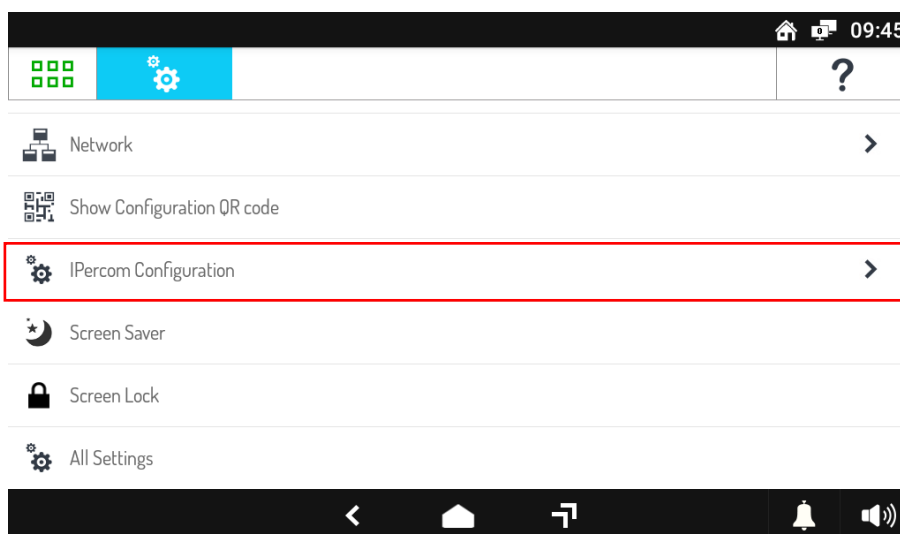 09:45
?
Network
Show Configuration QR code
IPercom Configuration
Screen Saver
Screen Lock
All Settings